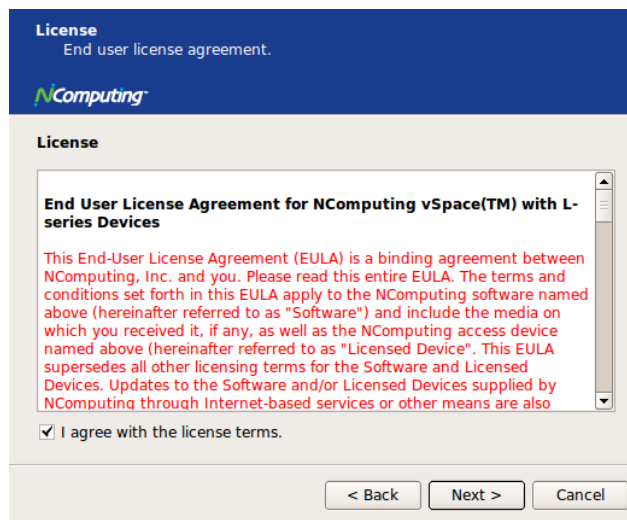 License
End user license agreement.
NComputing
License
End User License Agreement for NComputing vSpace(TM) with L-
series Devices
This End-User License Agreement (EULA) is a binding agreement between
NComputing, Inc. and you. Please read this entire EULA. The terms and
conditions set forth in this EULA apply to the NComputing software named
above (hereinafter referred to as "Software") and include the media on
which you received it, if any, as well as the NComputing access device
named above (hereinafter referred to as "Licensed Device". This EULA
supersedes all other licensing terms for the Software and Licensed
Devices. Updates to the Software and/or Licensed Devices supplied by
NComputing through Internet-based services or other means are also
I agree with the license terms.
< Back Next > Cancel